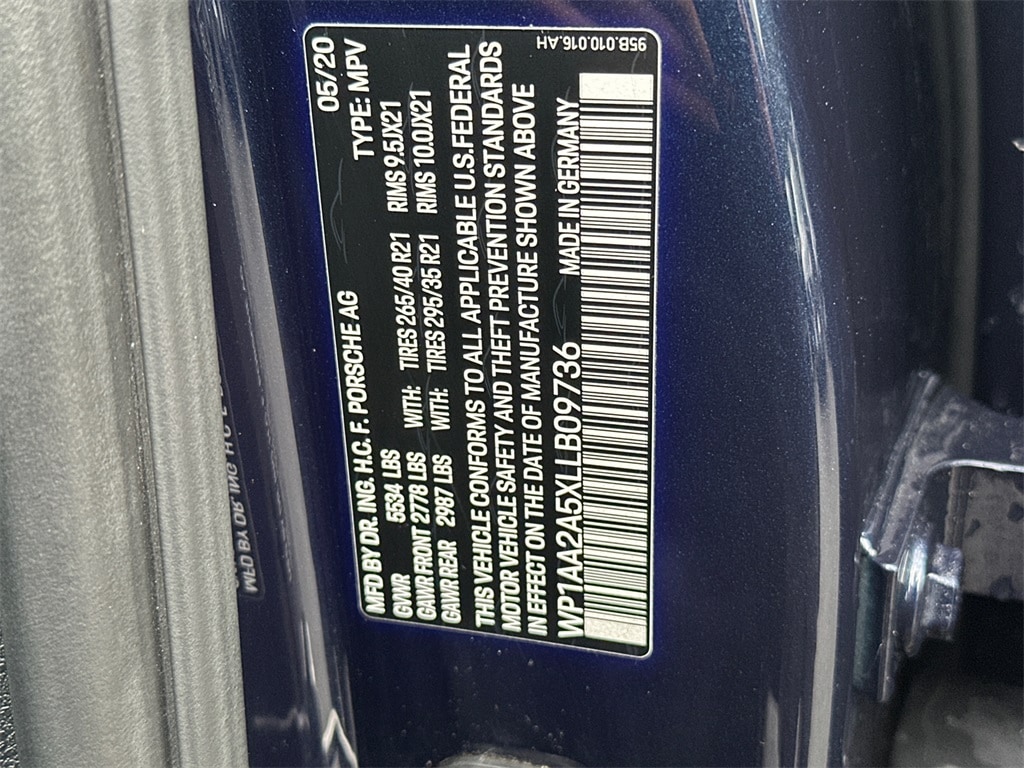 MFD BY DR. ING. H.C. F. PORSCHE AG 05/20
GWVR 5534 LBS TYPE: MPV
GAWR FRONT 2778 LBS WITH: TIRES 265/40 R21 RIMS 9.5JX21
GAWR REAR 2987 LBS WITH: TIRES 295/35 R21 RIMS 10.0JX21
THIS VEHICLE CONFORMS TO ALL APPLICABLE U.S.FEDERAL
MOTOR VEHICLE SAFETY AND THEFT PREVENTION STANDARDS
IN EFFECT ON THE DATE OF MANUFACTURE SHOWN ABOVE
WP1AA2A5XLLB09736 MADE IN GERMANY
95B.010.016.AH